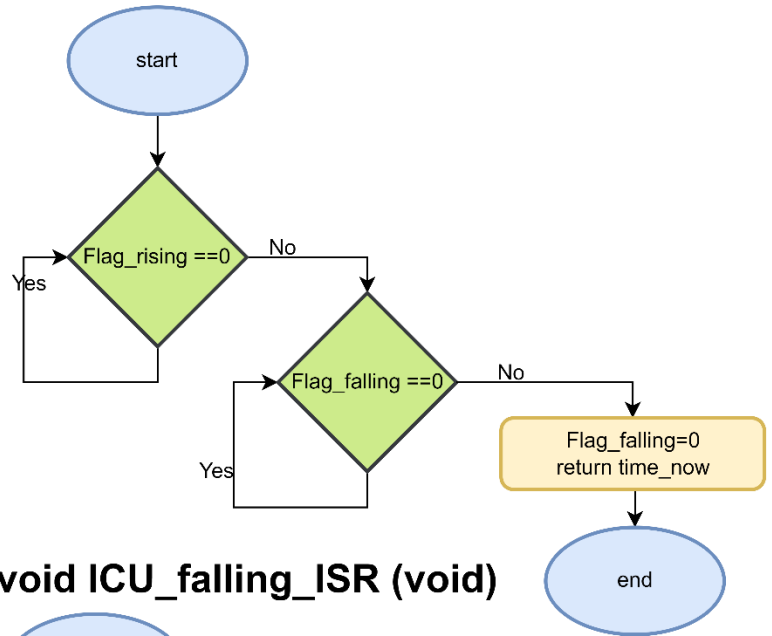 start
Flag_rising ==0
No
Yes
Flag_falling ==0
No
Yes
Flag_falling=0
return time_now
void ICU_falling_ISR (void)
end